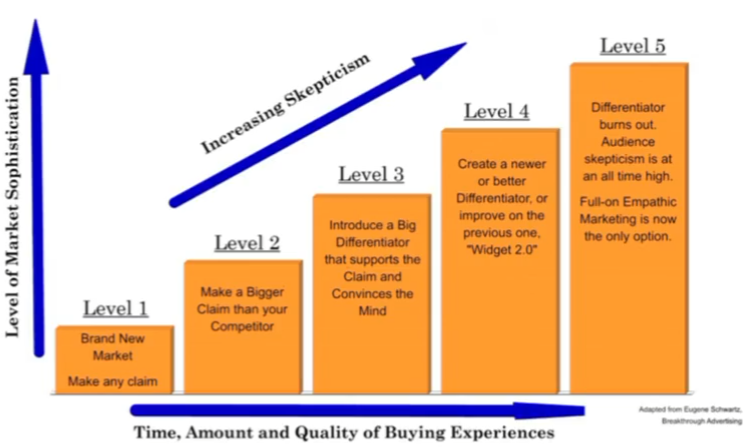 Level of Market Sophistication
Increasing Skepticism
Level 1
Brand New
Market
Make any claim
Level 2
Make a Bigger
Claim than your
Competitor
Level 3
Introduce a Big
Differentiator
that supports the
Claim and
Convinces the
Mind
Level 4
Create a newer
or better
Differentiator, or
improve on the
previous one,
"Widget 2.0"
Level 5
Differentiator
burns out.
Audience
skepticism is at
an all time high.
Full-on Empathic
Marketing is now
the only option.
Time, Amount and Quality of Buying Experiences
Adapted from Eugene Schwartz,
Breakthrough Advertising